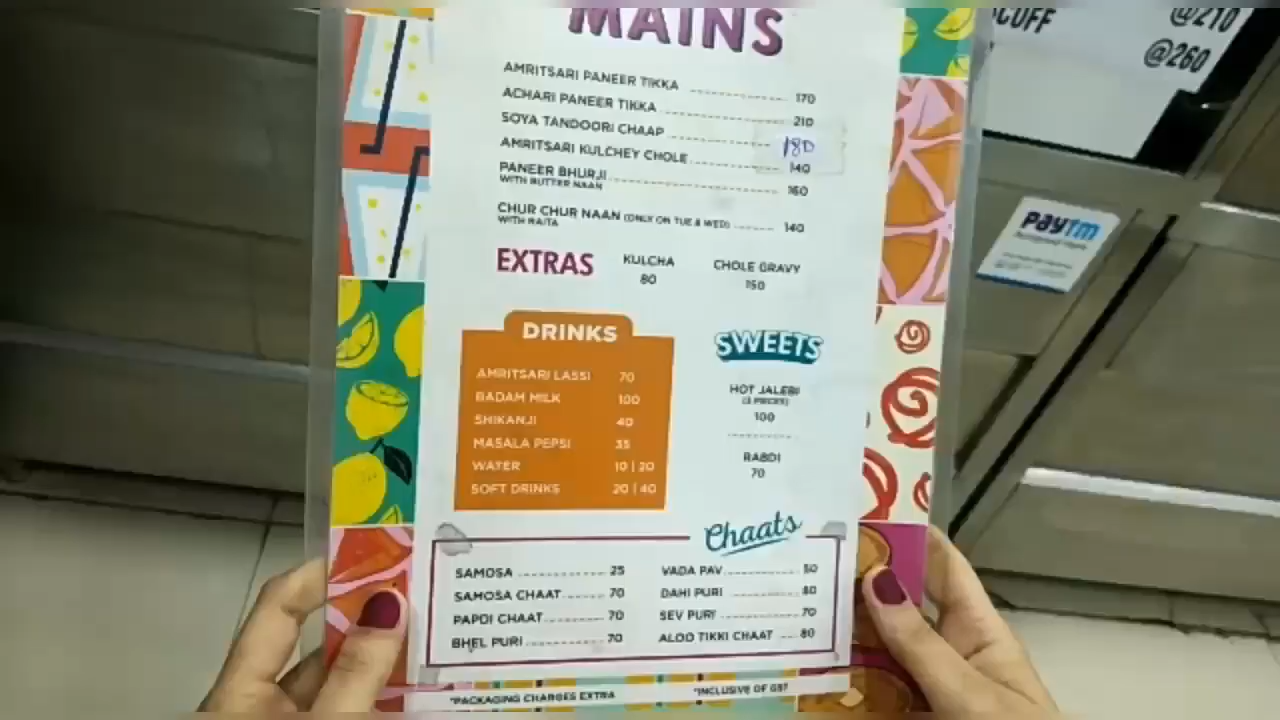 MAINS
AMRITSARI PANEER TIKKA 170
ACHARI PANEER TIKKA 210
SOYA TANDOORI CHAAP 180
AMRITSARI KULCHEY CHOLE 140
PANEER BHURJI 160
WITH BUTTER NAAN
CHUR CHUR NAAN (ONLY ON TUE & WED) 140
WITH RAITA
EXTRAS
KULCHA
80
CHOLE GRAVY
150
DRINKS
AMRITSARI LASSI 70
BADAM MILK 100
SHIKANJI 40
MASALA PEPSI 35
WATER 10 | 20
SOFT DRINKS 20 | 40
SWEETS
HOT JALEBI
(3 PIECES)
100
RABDI
70
Chaats
SAMOSA 25
SAMOSA CHAAT 70
PAPDI CHAAT 70
BHEL PURI 70
VADA PAV 50
DAHI PURI 80
SEV PURI 70
ALOO TIKKI CHAAT 80
*PACKAGING CHARGES EXTRA
*INCLUSIVE OF GST
@210
@260
paytm